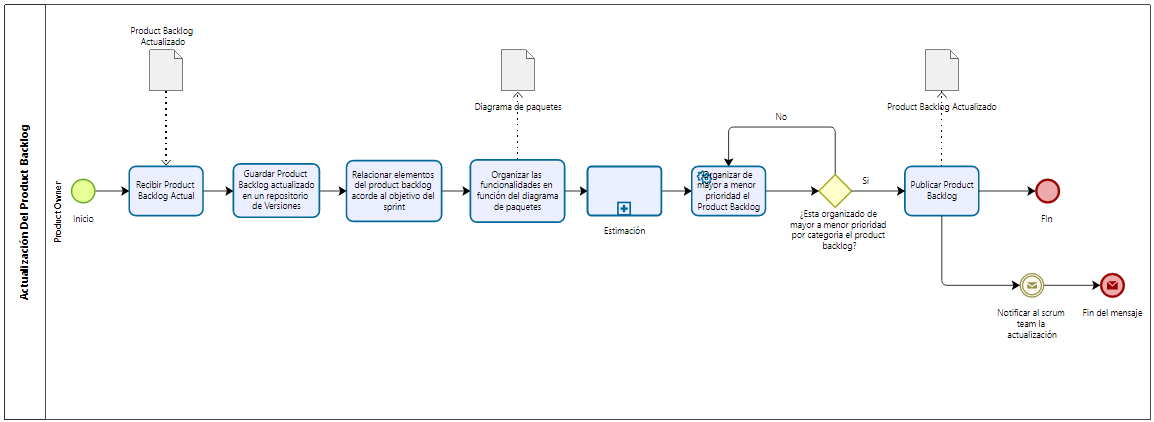 Actualización Del Product Backlog
Product Owner
Product Backlog
Actualizado
Diagrama de paquetes
Product Backlog Actualizado
Inicio
Recibir Product
Backlog Actual
Guardar Product
Backlog actualizado
en un repositorio
de Versiones
Relacionar elementos
del product backlog
acorde al objetivo del
sprint
Organizar las
funcionalidades en
función del diagrama
de paquetes
Estimación
Organizar de
mayor a menor
prioridad el
Product Backlog
No
¿Esta organizado de
mayor a menor prioridad
por categoria el product
backlog?
Si
Publicar Product
Backlog
FIn
Notificar al scrum
team la
actualización
Fin del mensaje